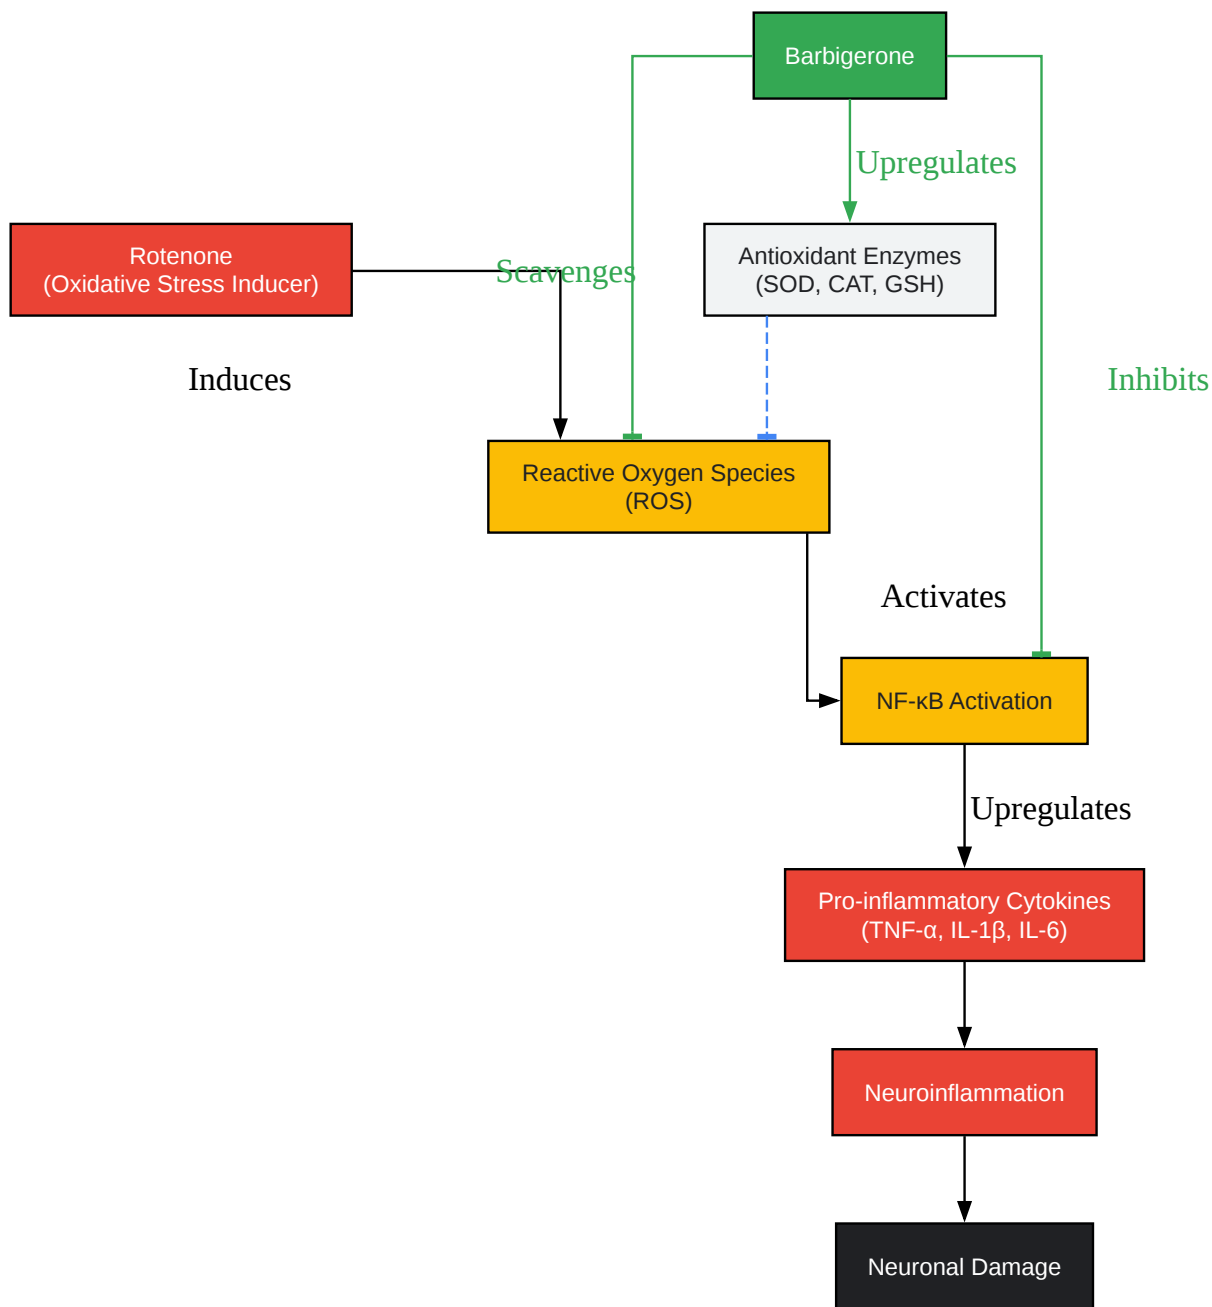 Barbigerone
Upregulates
Rotenone
(Oxidative Stress Inducer)
Scavenges
Antioxidant Enzymes
(SOD, CAT, GSH)
Induces
Inhibits
Reactive Oxygen Species
(ROS)
Activates
NF-κB Activation
Upregulates
Pro-inflammatory Cytokines
(TNF-α, IL-1β, IL-6)
Neuroinflammation
Neuronal Damage